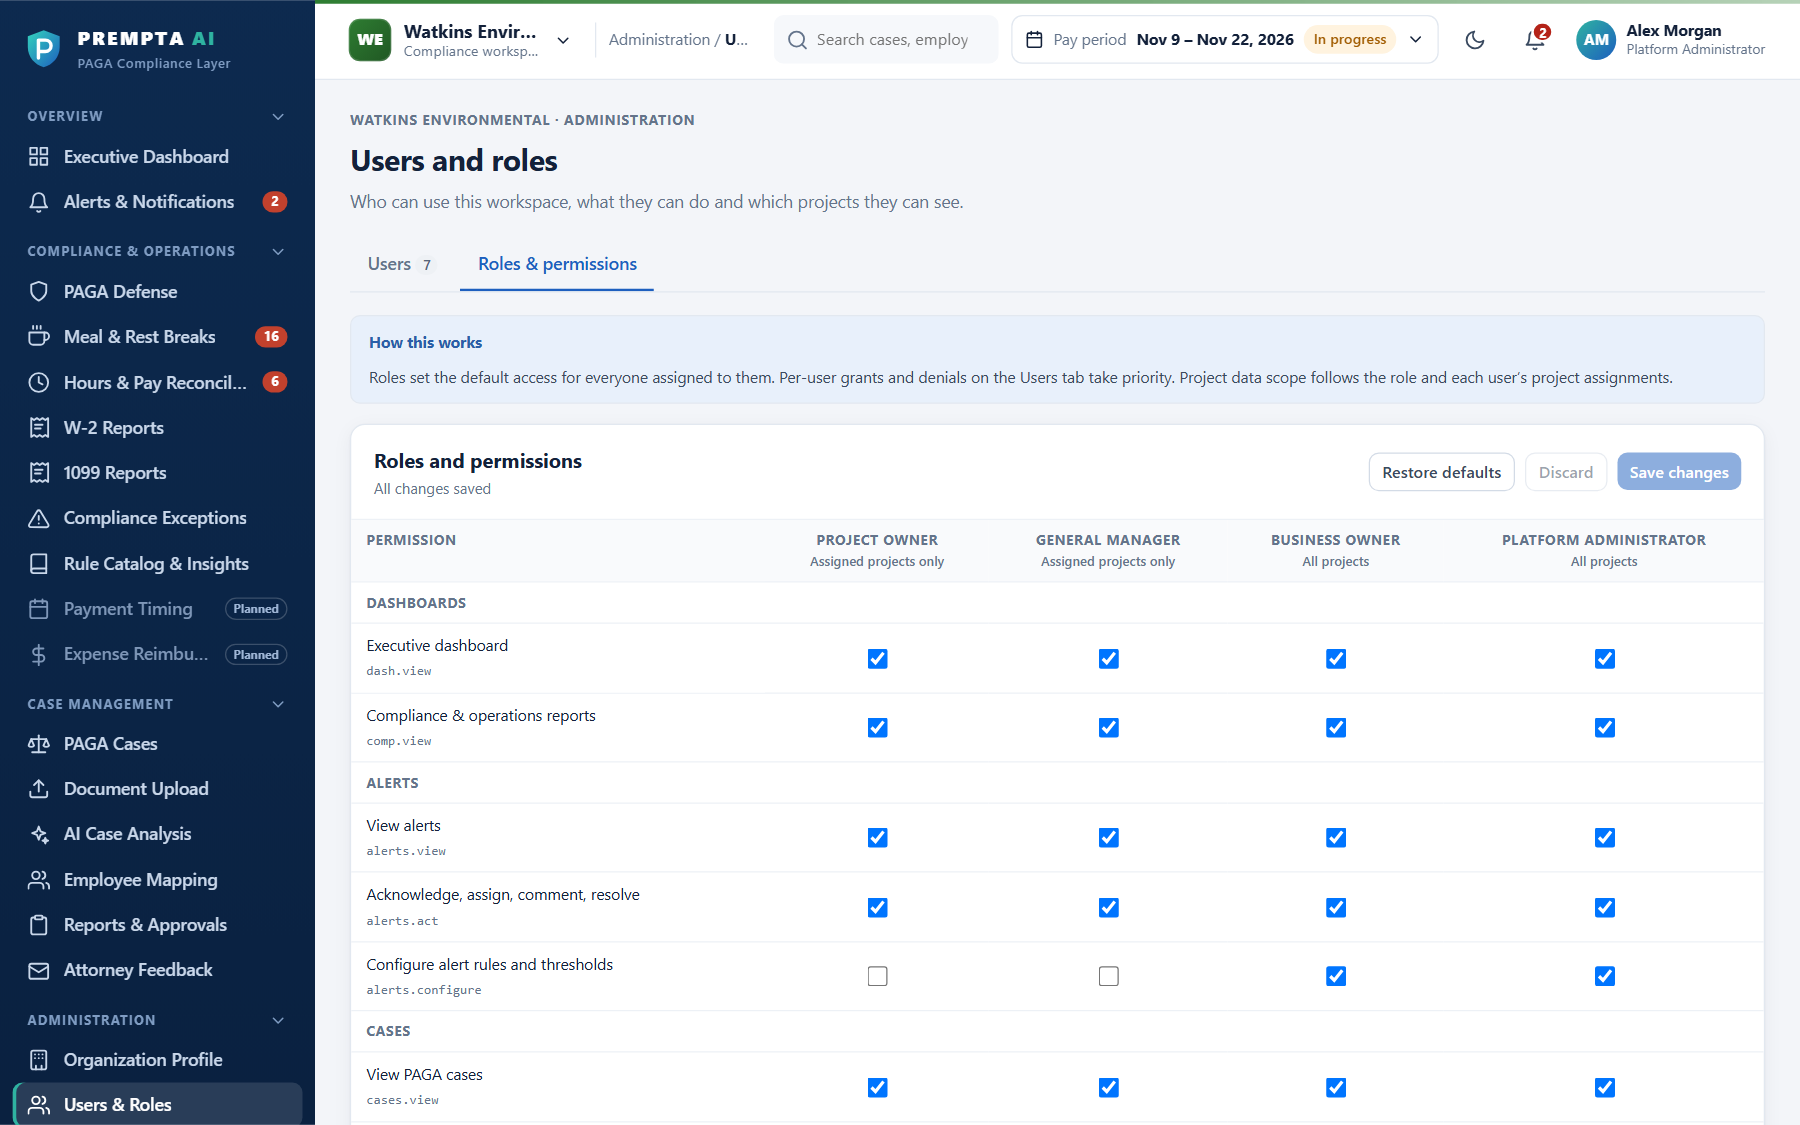 PREMPTA AI
PAGA Compliance Layer
OVERVIEW
Executive Dashboard
Alerts & Notifications 2
COMPLIANCE & OPERATIONS
PAGA Defense
Meal & Rest Breaks 16
Hours & Pay Reconcil... 6
W-2 Reports
1099 Reports
Compliance Exceptions
Rule Catalog & Insights
Payment Timing Planned
Expense Reimbu... Planned
CASE MANAGEMENT
PAGA Cases
Document Upload
AI Case Analysis
Employee Mapping
Reports & Approvals
Attorney Feedback
ADMINISTRATION
Organization Profile
Users & Roles
WE
Watkins Envir...
Compliance worksp...
Administration / U...
Search cases, employ
Pay period Nov 9 – Nov 22, 2026 In progress
2
AM
Alex Morgan
Platform Administrator
WATKINS ENVIRONMENTAL · ADMINISTRATION
Users and roles
Who can use this workspace, what they can do and which projects they can see.
Users 7
Roles & permissions
How this works
Roles set the default access for everyone assigned to them. Per-user grants and denials on the Users tab take priority. Project data scope follows the role and each user's project assignments.
Roles and permissions
All changes saved
Restore defaults
Discard
Save changes
PERMISSION
PROJECT OWNER
Assigned projects only
GENERAL MANAGER
Assigned projects only
BUSINESS OWNER
All projects
PLATFORM ADMINISTRATOR
All projects
DASHBOARDS
Executive dashboard
dash.view
Compliance & operations reports
comp.view
ALERTS
View alerts
alerts.view
Acknowledge, assign, comment, resolve
alerts.act
Configure alert rules and thresholds
alerts.configure
CASES
View PAGA cases
cases.view